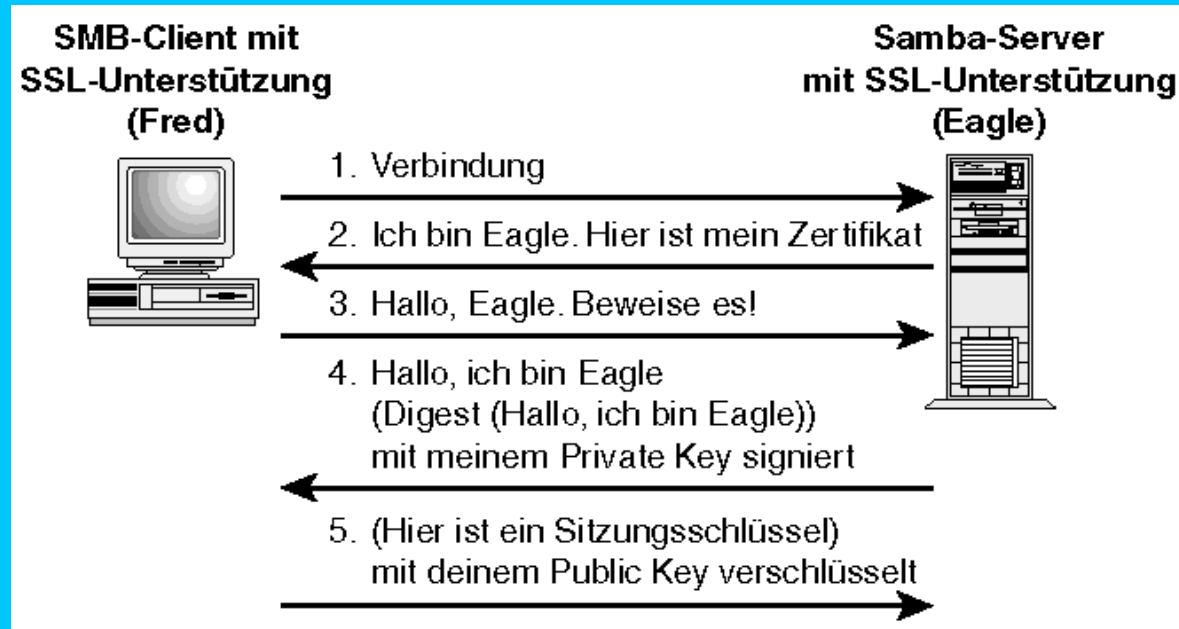 SMB-Client mit
SSL-Unterstützung
(Fred)
Samba-Server
mit SSL-Unterstützung
(Eagle)
1. Verbindung
2. Ich bin Eagle. Hier ist mein Zertifikat
3. Hallo, Eagle. Beweise es!
4. Hallo, ich bin Eagle
(Digest (Hallo, ich bin Eagle))
mit meinem Private Key signiert
5. (Hier ist ein Sitzungsschlüssel)
mit deinem Public Key verschlüsselt